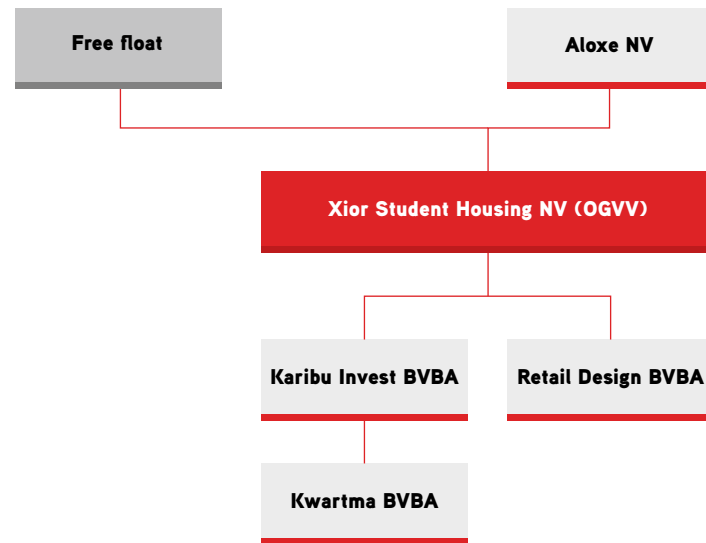 Free float
Aloxe NV
Xior Student Housing NV (OGVV)
Karibu Invest BVBA
Retail Design BVBA
Kwartma BVBA